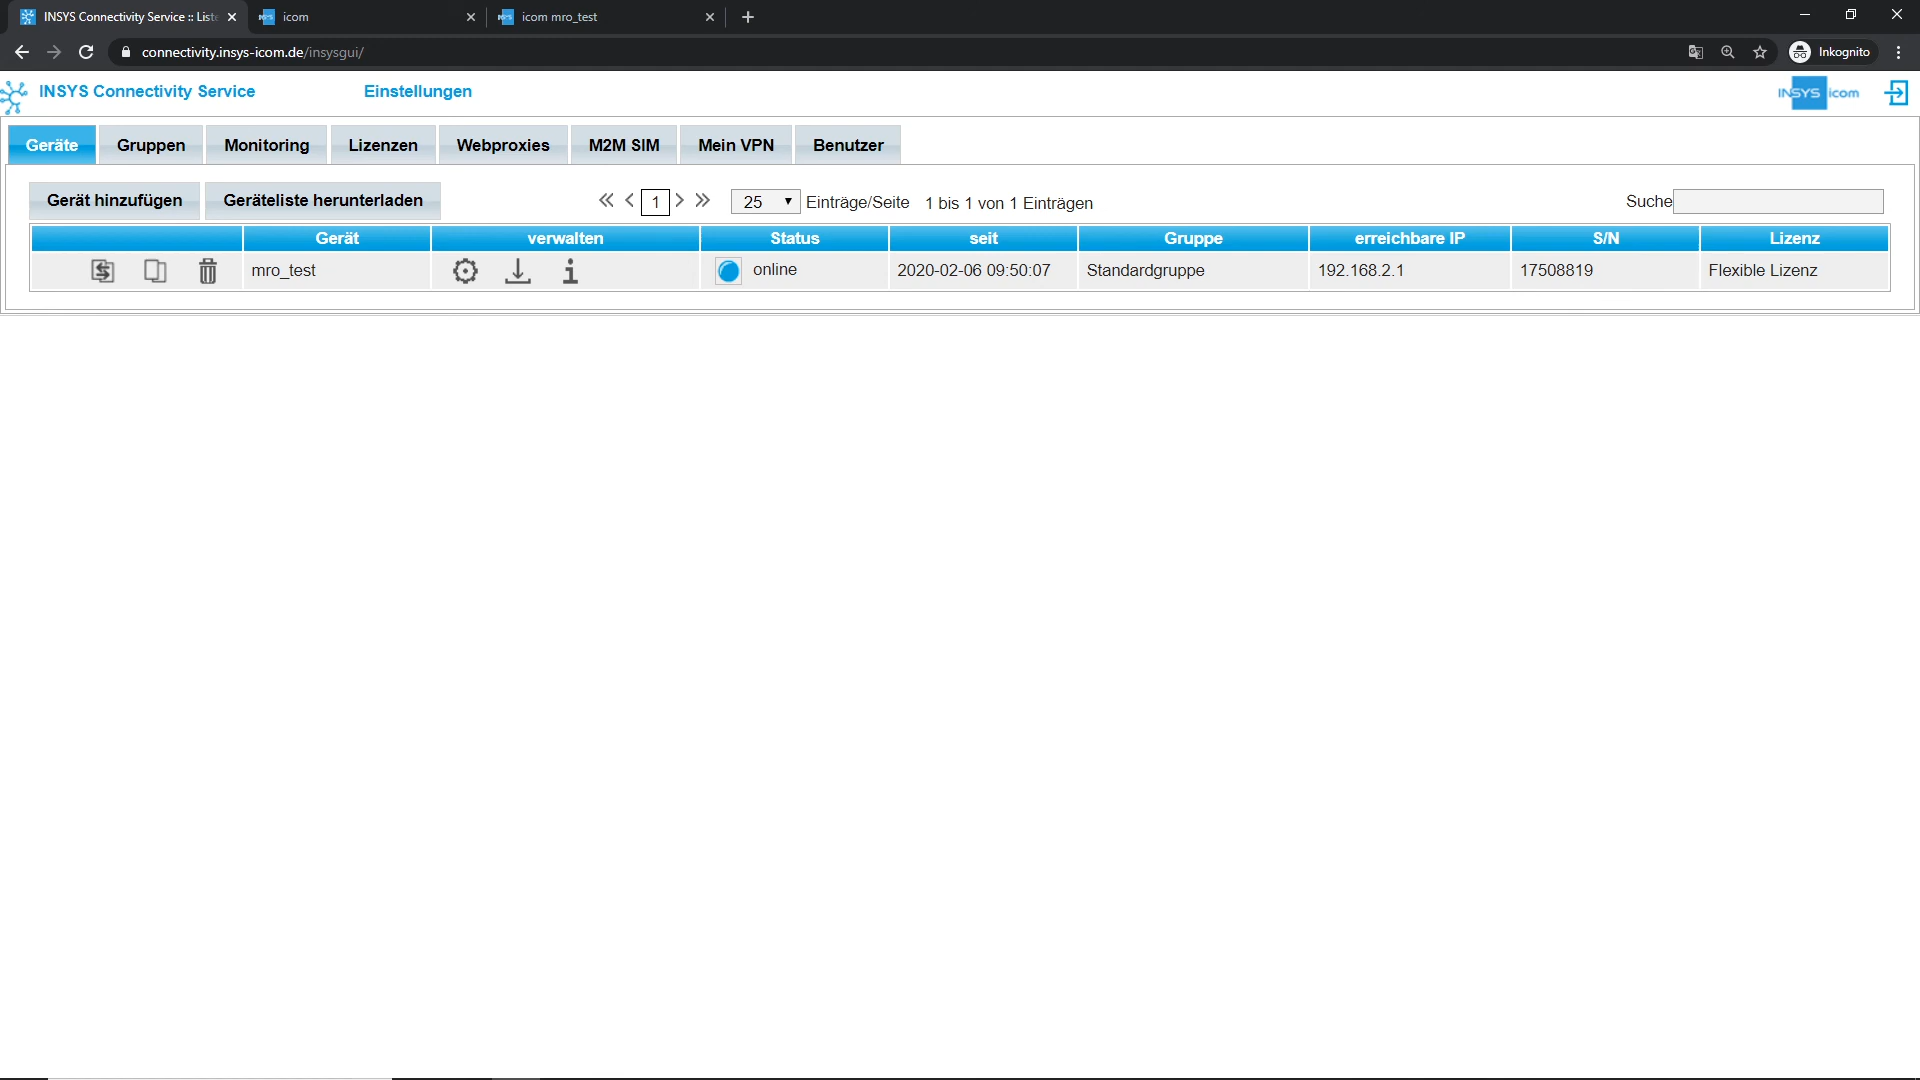 INSYS Connectivity Service :: Liste
icom
icom mro_test
connectivity.insys-icom.de/insysgui/
Inkognito
INSYS Connectivity Service
Einstellungen
INSYS icom
Geräte
Gruppen
Monitoring
Lizenzen
Webproxies
M2M SIM
Mein VPN
Benutzer
Gerät hinzufügen
Geräteliste herunterladen
1
25
Einträge/Seite
1 bis 1 von 1 Einträgen
Suche
Gerät
verwalten
Status
seit
Gruppe
erreichbare IP
S/N
Lizenz
mro_test
online
2020-02-06 09:50:07
Standardgruppe
192.168.2.1
17508819
Flexible Lizenz